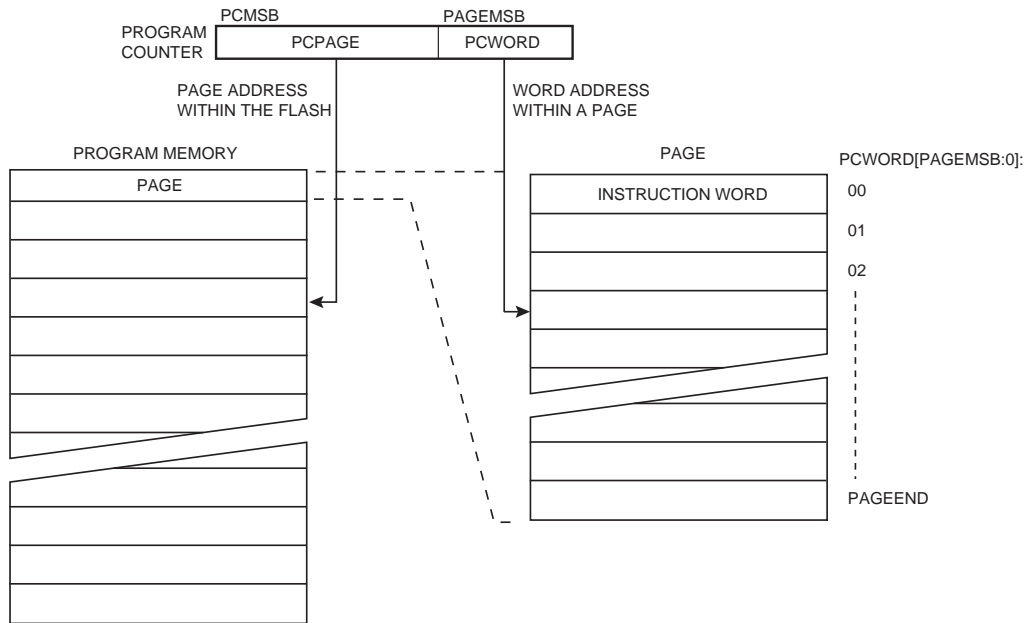 PCMSB
PAGEMSB
PROGRAM
COUNTER
PCPAGE
PCWORD
PAGE ADDRESS
WITHIN THE FLASH
WORD ADDRESS
WITHIN A PAGE
PROGRAM MEMORY
PAGE
PAGE
PCWORD[PAGEMSB:0]:
INSTRUCTION WORD
00
01
02
PAGEEND